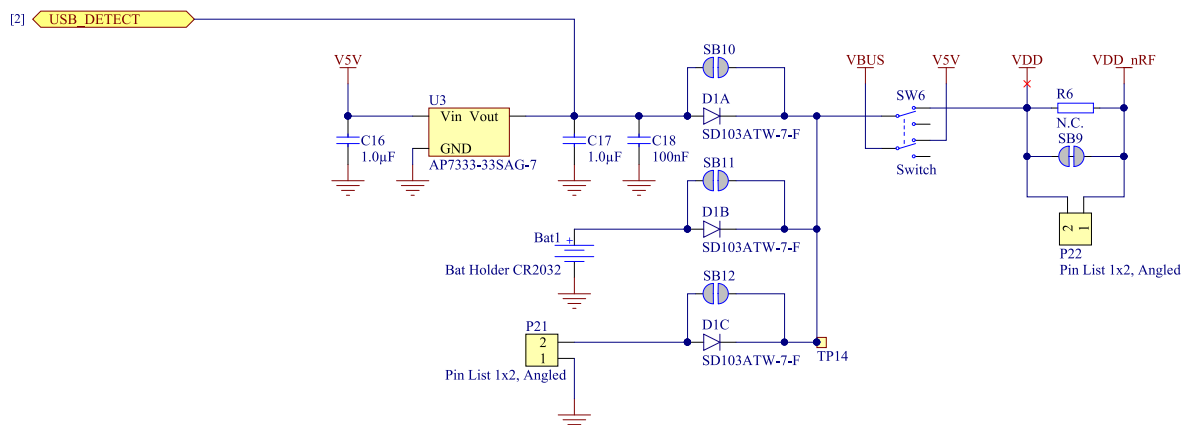 [2] USB_DETECT
V5V
U3
Vin Vout
GND
AP7333-33SAG-7
C16
1.0µF
C17
1.0µF
C18
100nF
SB10
D1A
SD103ATW-7-F
SB11
D1B
SD103ATW-7-F
Bat1
+
Bat Holder CR2032
SB12
D1C
SD103ATW-7-F
P21
2
1
Pin List 1x2, Angled
TP14
VBUS
V5V
SW6
Switch
VDD
VDD_nRF
R6
N.C.
SB9
2
1
P22
Pin List 1x2, Angled